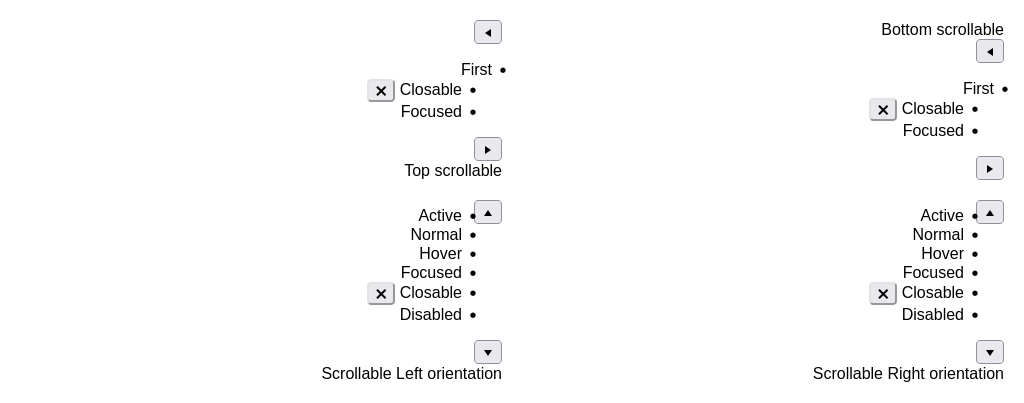 First
Closable
Focused
Top scrollable
Active
Normal
Hover
Focused
Closable
Disabled
Scrollable Left orientation
Bottom scrollable
First
Closable
Focused
Active
Normal
Hover
Focused
Closable
Disabled
Scrollable Right orientation